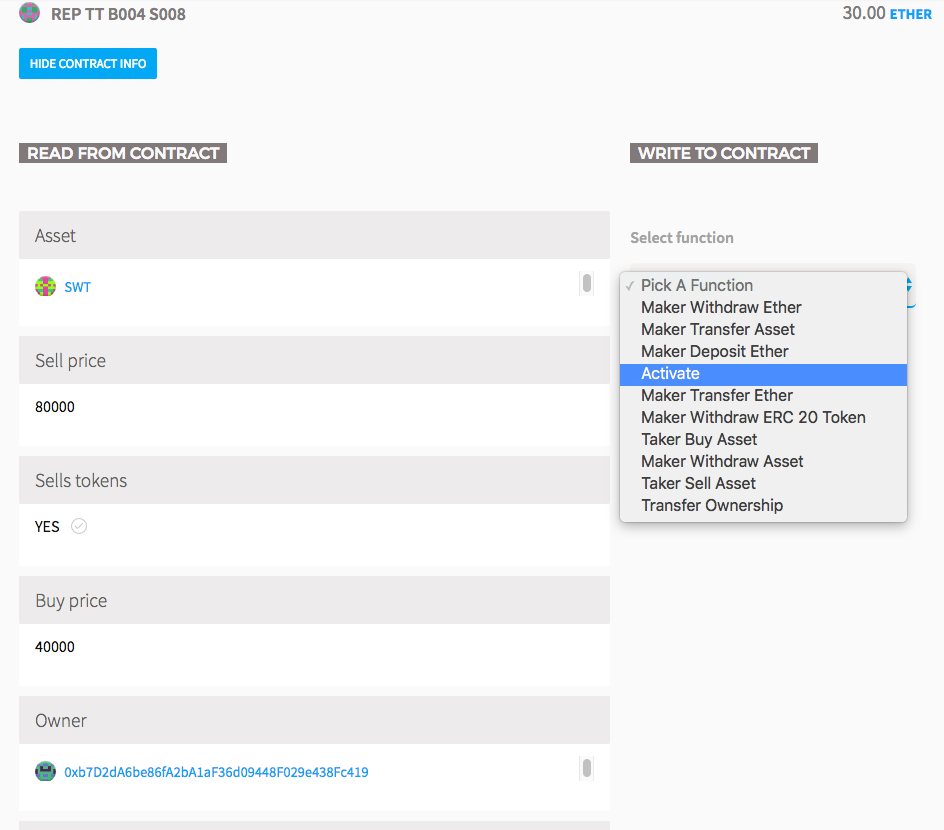 REP TT B004 S008
30.00 ETHER
HIDE CONTRACT INFO
READ FROM CONTRACT
WRITE TO CONTRACT
Asset
SWT
Sell price
80000
Sells tokens
YES
Buy price
40000
Owner
0xb7D2dA6be86fA2bA1aF36d09448F029e438Fc419
Select function
Pick A Function
Maker Withdraw Ether
Maker Transfer Asset
Maker Deposit Ether
Activate
Maker Transfer Ether
Maker Withdraw ERC 20 Token
Taker Buy Asset
Maker Withdraw Asset
Taker Sell Asset
Transfer Ownership